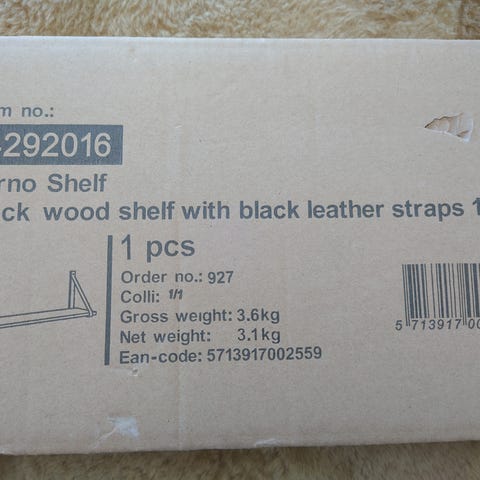 m no.:
-292016
rno Shelf
ck wood shelf with black leather straps 1
1 pcs
Order no.: 927
Colli: 1/1
Gross weight: 3.6kg
Net weight: 3.1kg
Ean-code: 5713917002559
5 713917 00